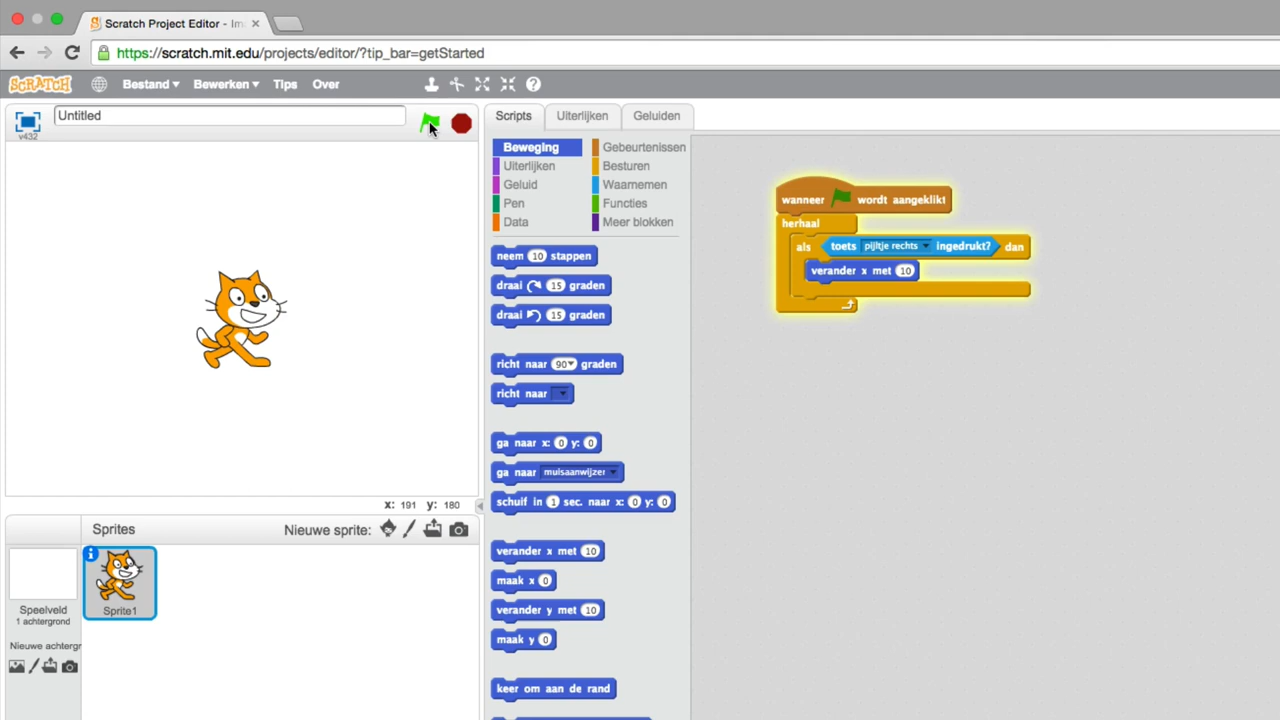 Scratch Project Editor - Im
https://scratch.mit.edu/projects/editor/?tip_bar=getStarted
SCRATCH Bestand Bewerken Tips Over
Untitled
v432
Scripts Uiterlijken Geluiden
Beweging Gebeurtenissen
Uiterlijken Besturen
Geluid Waarnemen
Pen Functies
Data Meer blokken
neem 10 stappen
draai 15 graden
draai 15 graden
richt naar 90 graden
richt naar
ga naar x: 0 y: 0
ga naar muisaanwijzer
schuif in 1 sec. naar x: 0 y: 0
verander x met 10
maak x 0
verander y met 10
maak y 0
keer om aan de rand
wanneer wordt aangeklikt
herhaal
als toets pijltje rechts ingedrukt? dan
verander x met 10
x: 191 y: 180
Sprites Nieuwe sprite:
Speelveld
1 achtergrond
Nieuwe achtergr
Sprite1